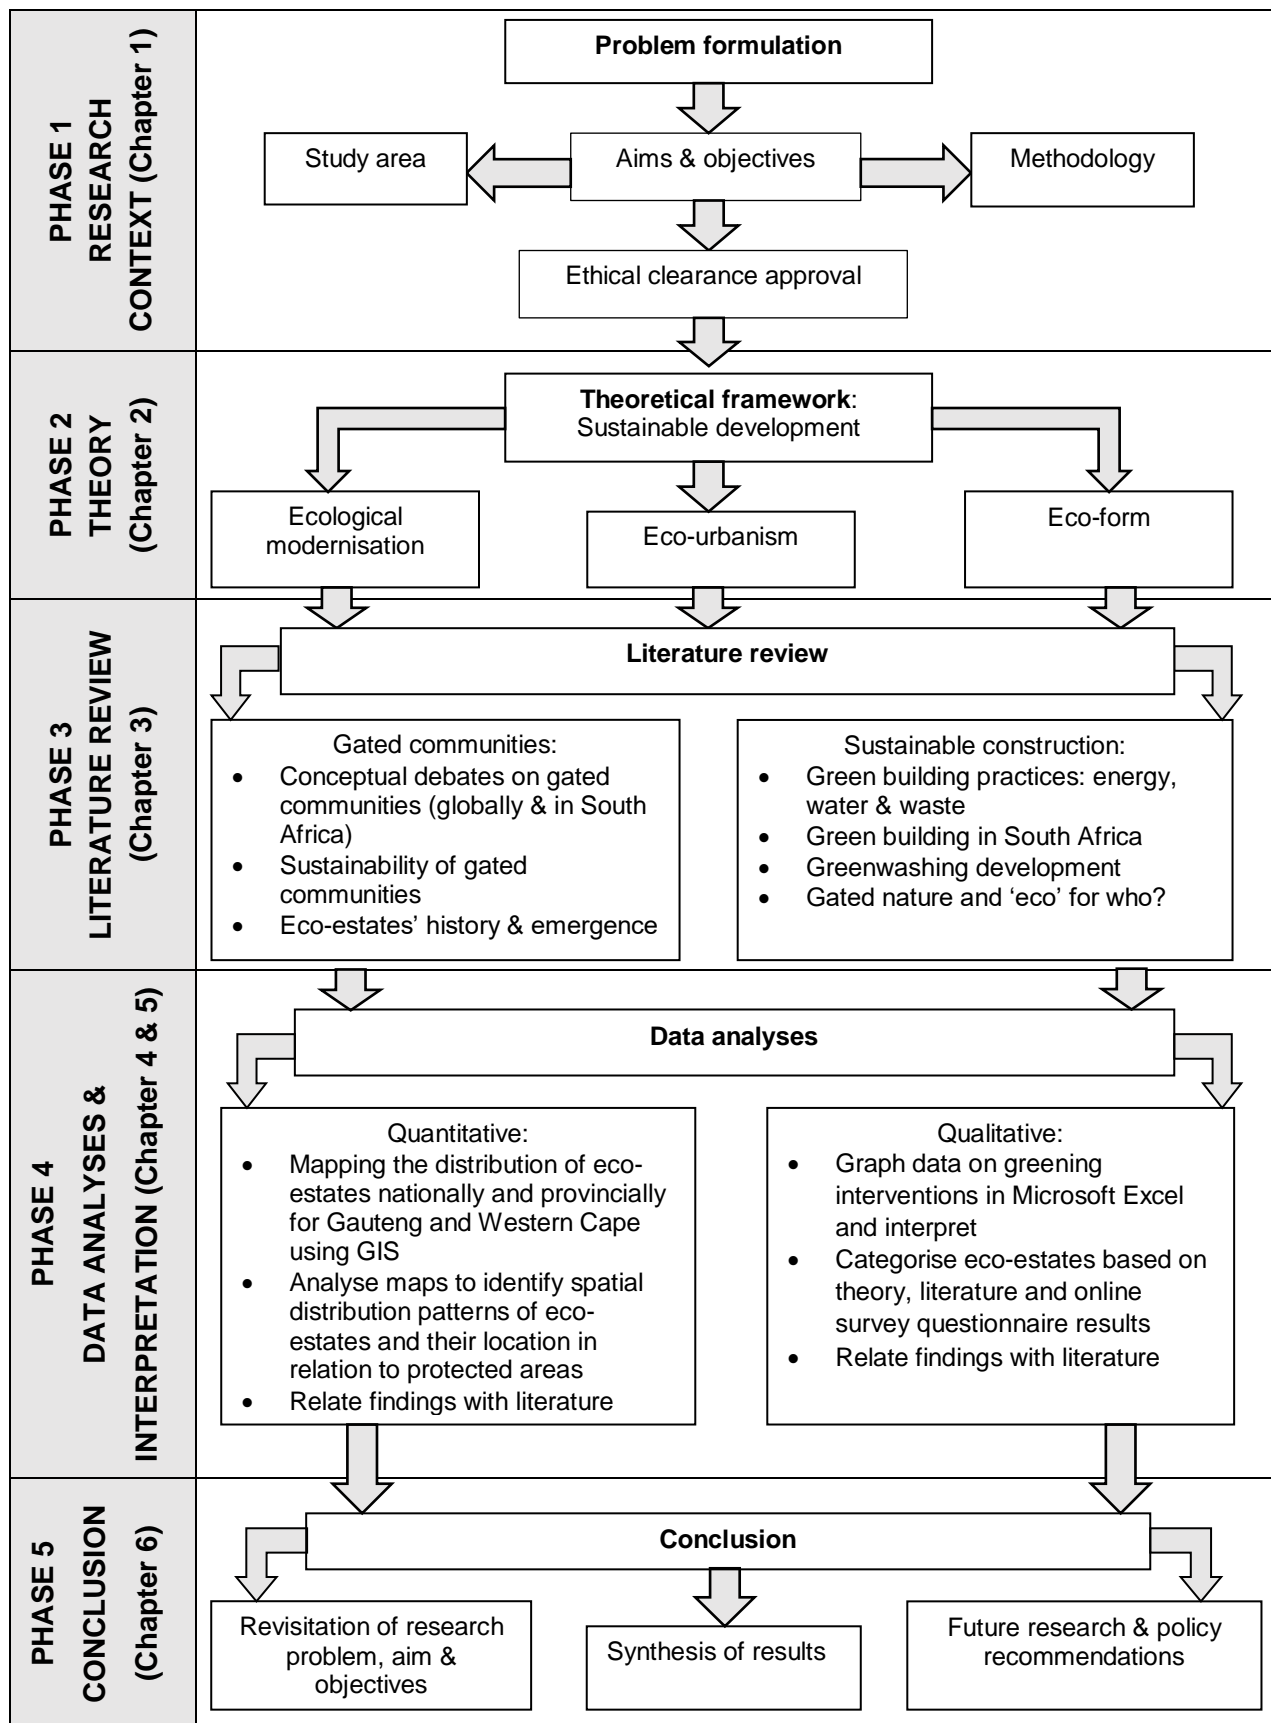 PHASE 1
RESEARCH
CONTEXT (Chapter 1)
Problem formulation
Study area
Aims & objectives
Methodology
Ethical clearance approval
PHASE 2
THEORY
(Chapter 2)
Theoretical framework:
Sustainable development
Ecological
modernisation
Eco-urbanism
Eco-form
PHASE 3
LITERATURE REVIEW
(Chapter 3)
Literature review
Gated communities:
• Conceptual debates on gated
communities (globally & in South
Africa)
• Sustainability of gated
communities
• Eco-estates’ history & emergence
Sustainable construction:
• Green building practices: energy,
water & waste
• Green building in South Africa
• Greenwashing development
• Gated nature and ‘eco’ for who?
PHASE 4
DATA ANALYSES &
INTERPRETATION (Chapter 4 & 5)
Data analyses
Quantitative:
• Mapping the distribution of eco-
estates nationally and provincially
for Gauteng and Western Cape
using GIS
• Analyse maps to identify spatial
distribution patterns of eco-
estates and their location in
relation to protected areas
• Relate findings with literature
Qualitative:
• Graph data on greening
interventions in Microsoft Excel
and interpret
• Categorise eco-estates based on
theory, literature and online
survey questionnaire results
• Relate findings with literature
PHASE 5
CONCLUSION
(Chapter 6)
Conclusion
Revisitation of research
problem, aim &
objectives
Synthesis of results
Future research & policy
recommendations